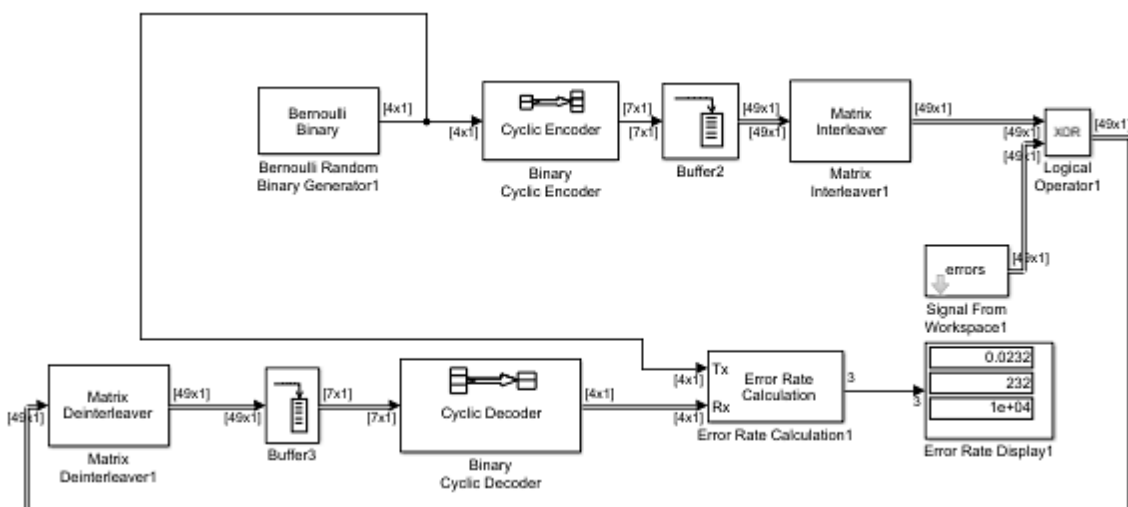 Bernoulli
Binary
[4x1]
Bernoulli Random
Binary Generator1
[4x1]
Cyclic Encoder
Binary
Cyclic Encoder
[7x1]
[7x1]
Buffer2
[49x1]
[49x1]
Matrix
Interleaver
Matrix
Interleaver1
[49x1]
[49x1]
[49x1]
XOR
[49x1]
Logical
Operator1
errors
[49x1]
Signal From
Workspace1
[49x1]
Matrix
Deinterleaver
Matrix
Deinterleaver1
[49x1]
[49x1]
Buffer3
[7x1]
[7x1]
Cyclic Decoder
Binary
Cyclic Decoder
[4x1]
[4x1]
[4x1]
Tx
Rx
Error Rate
Calculation
Error Rate Calculation1
3
3
0.0232
232
1e+04
Error Rate Display1